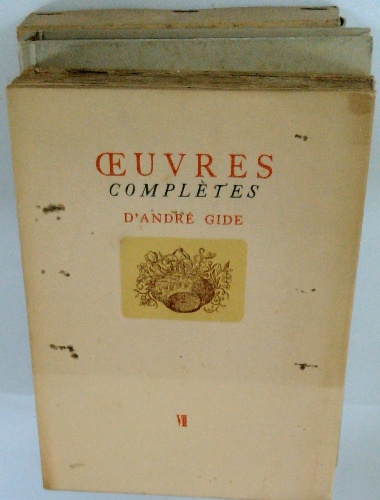 ŒUVRES
COMPLÈTES
D'ANDRÉ GIDE
VII